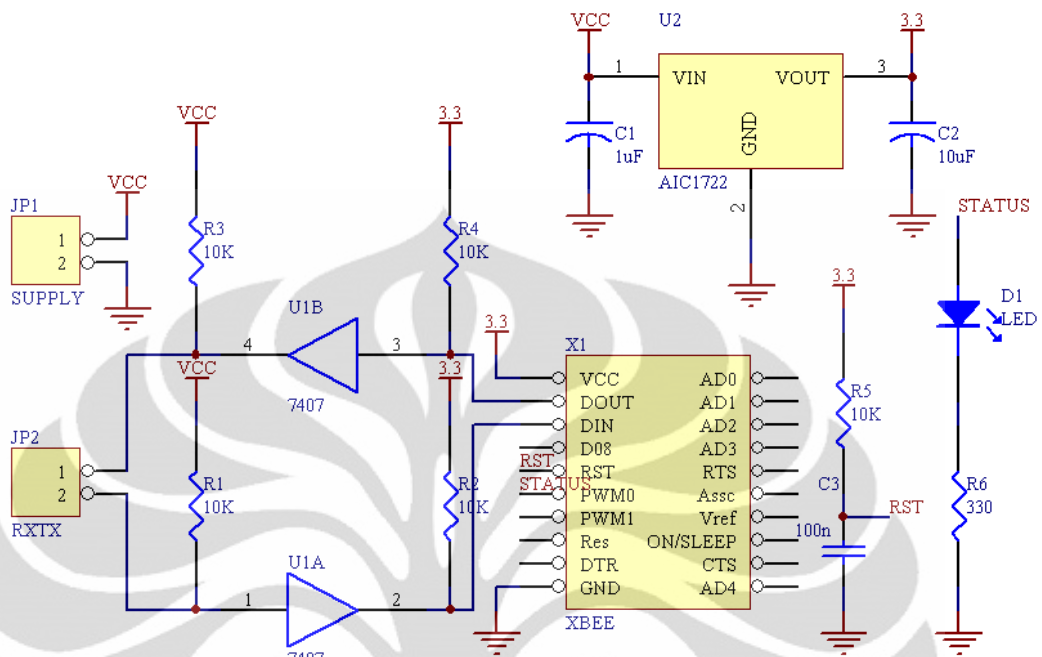 VCC
U2
3.3
1
VIN
VOUT
3
GND
C1
1uF
C2
10uF
AIC1722
2
VCC
3.3
VCC
JP1
1
2
SUPPLY
R3
10K
R4
10K
STATUS
3.3
D1
LED
U1B
4
3
7407
3.3
VCC
3.3
X1
VCC
DOUT
DIN
D08
RST
PWM0
PWM1
Res
DTR
GND
AD0
AD1
AD2
AD3
RTS
Assc
Vref
ON/SLEEP
CTS
AD4
XBEE
RST
STATUS
R5
10K
C3
100n
RST
R6
330
JP2
1
2
RXTX
R1
10K
R2
10K
U1A
1
2
7407